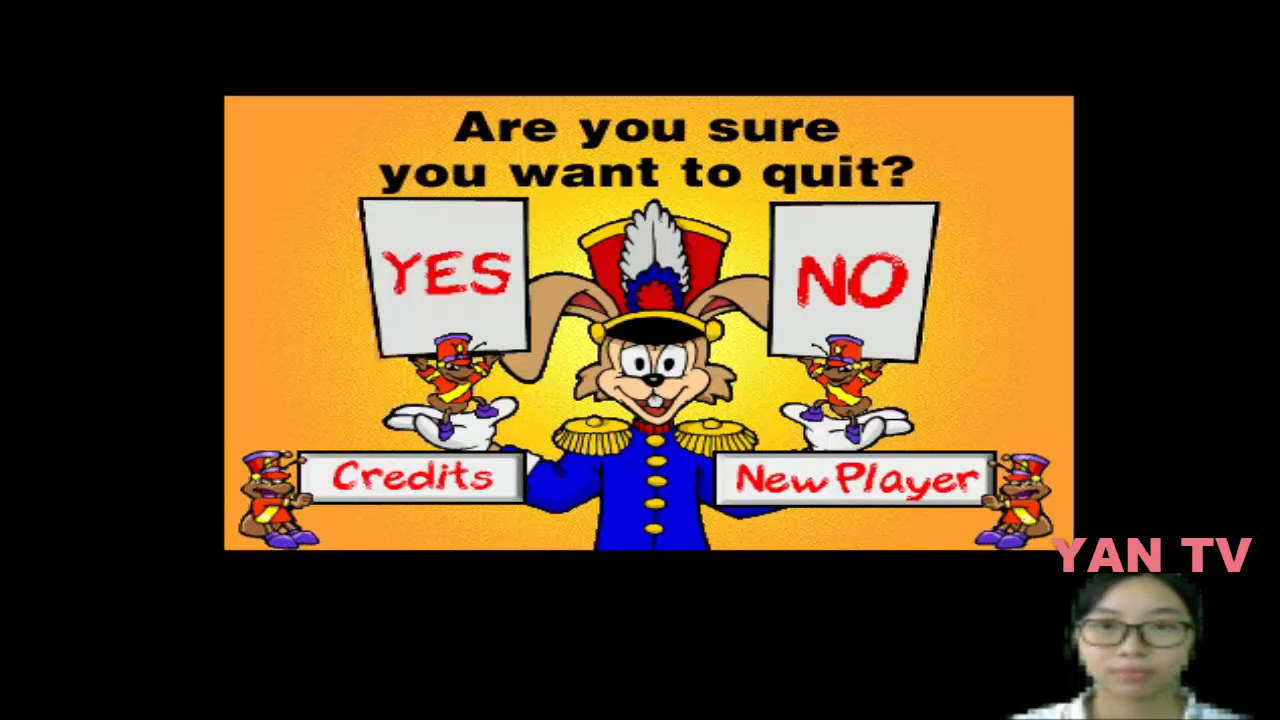 Are you sure
you want to quit?
YES
NO
Credits
New Player
YAN TV